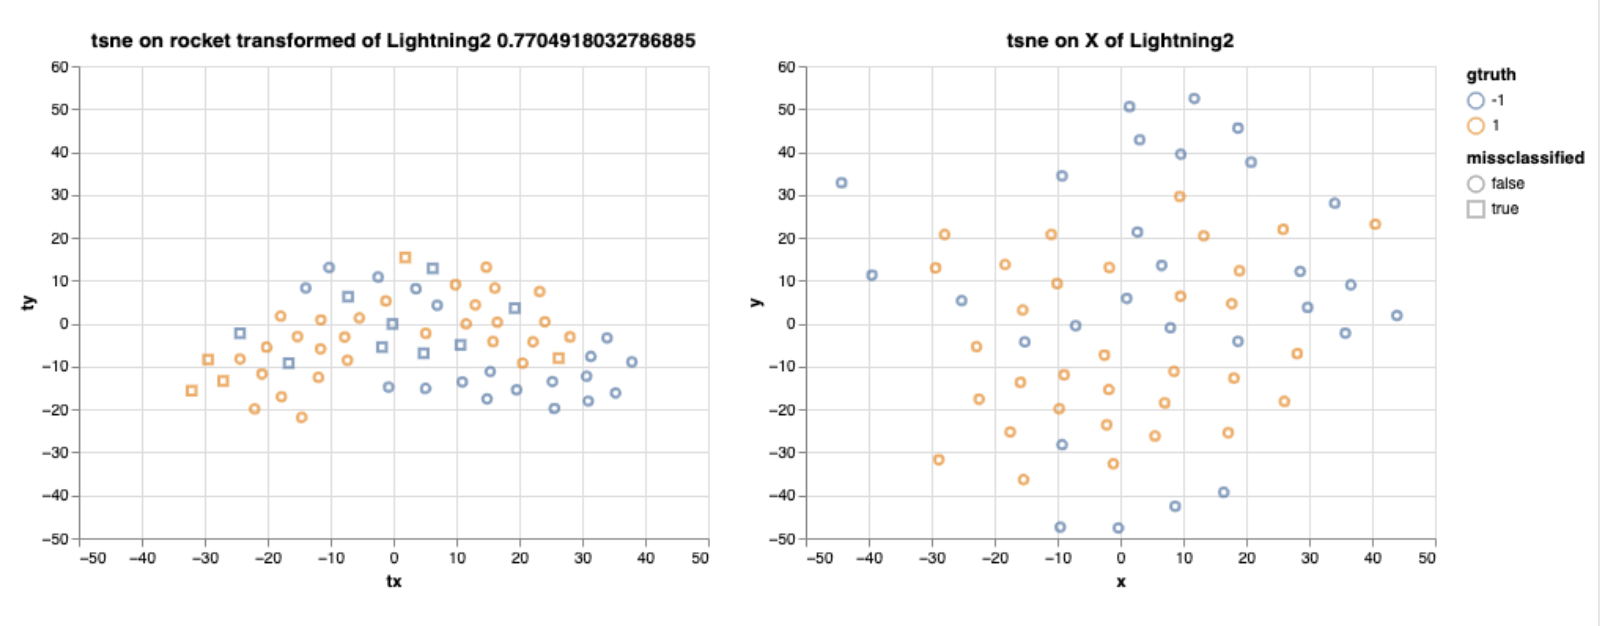 tsne on rocket transformed of Lightning2 0.7704918032786885
60
50
40
30
20
10
0
−10
−20
−30
−40
−50
ty
−50 −40 −30 −20 −10 0 10 20 30 40 50
tx
tsne on X of Lightning2
60
50
40
30
20
10
0
−10
−20
−30
−40
−50
y
−50 −40 −30 −20 −10 0 10 20 30 40 50
x
gtruth
-1
1
missclassified
false
true